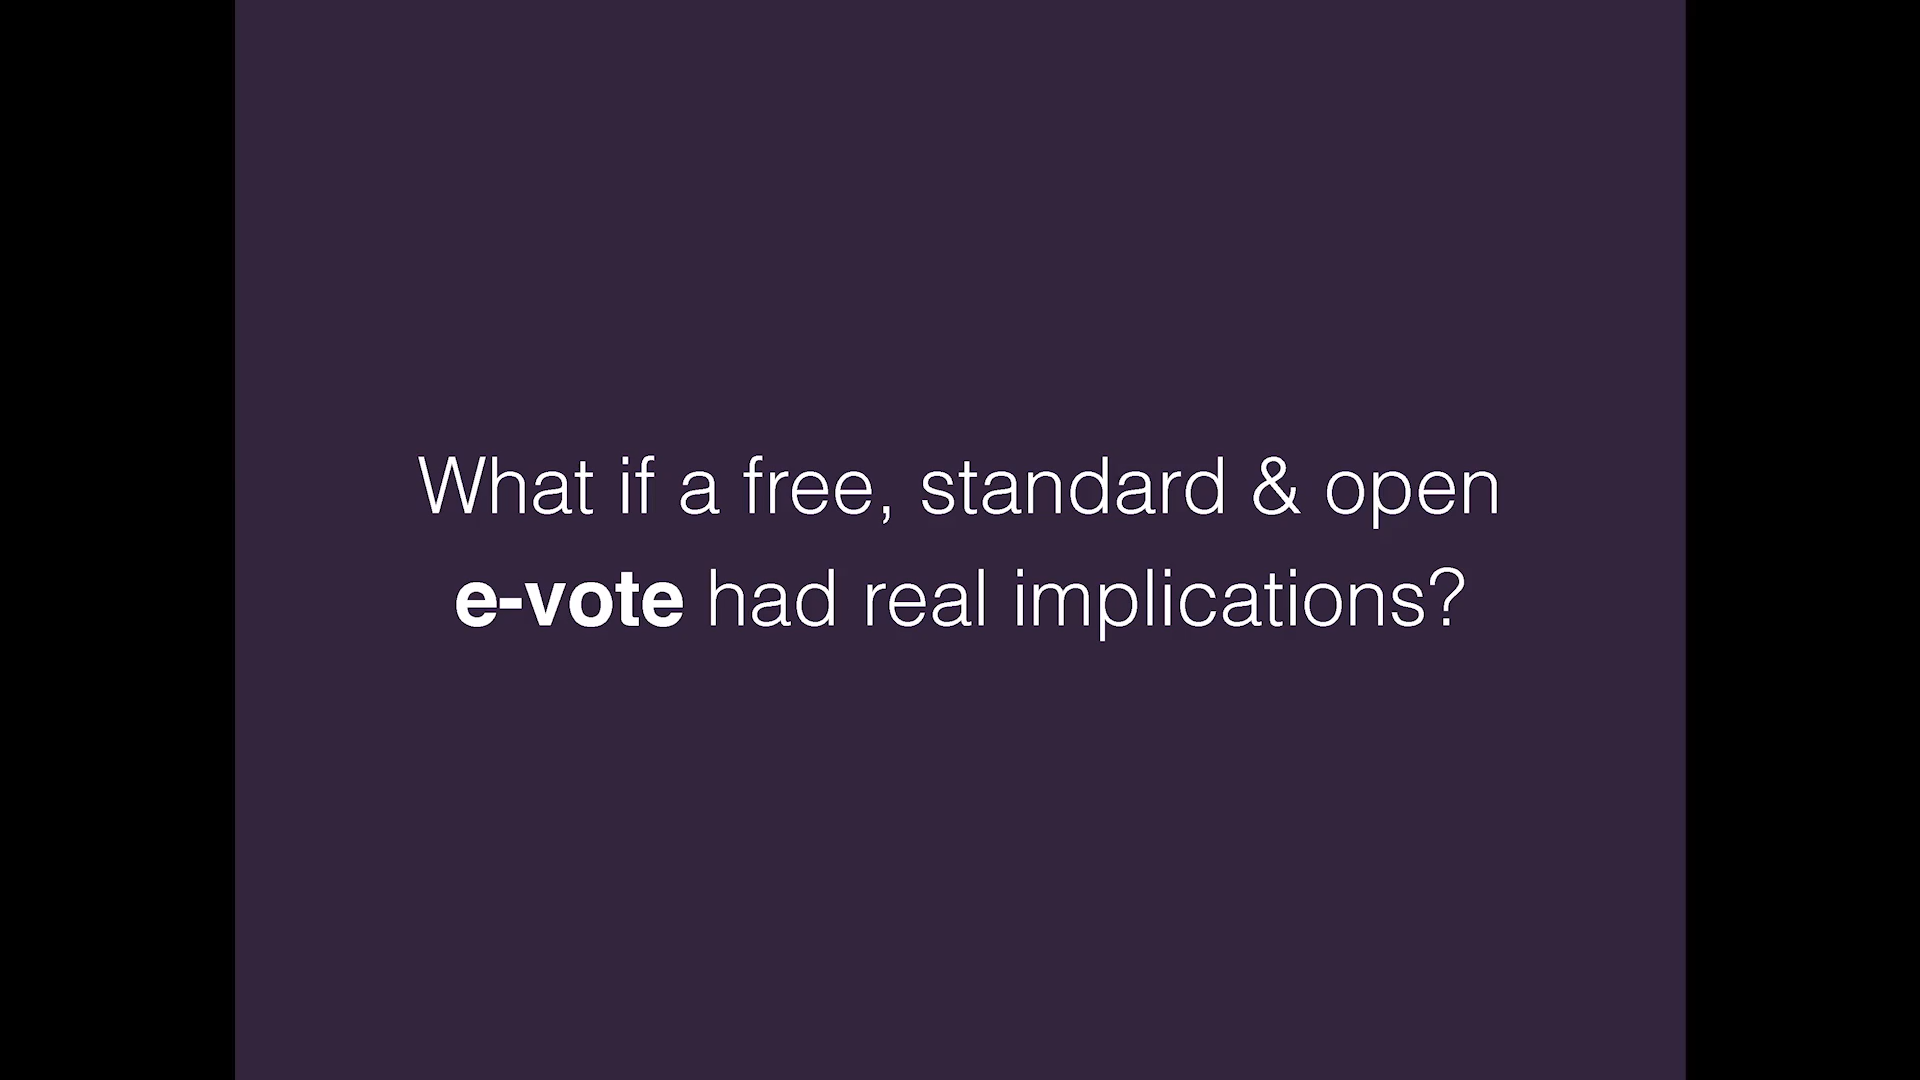 What if a free, standard & open
e-vote had real implications?